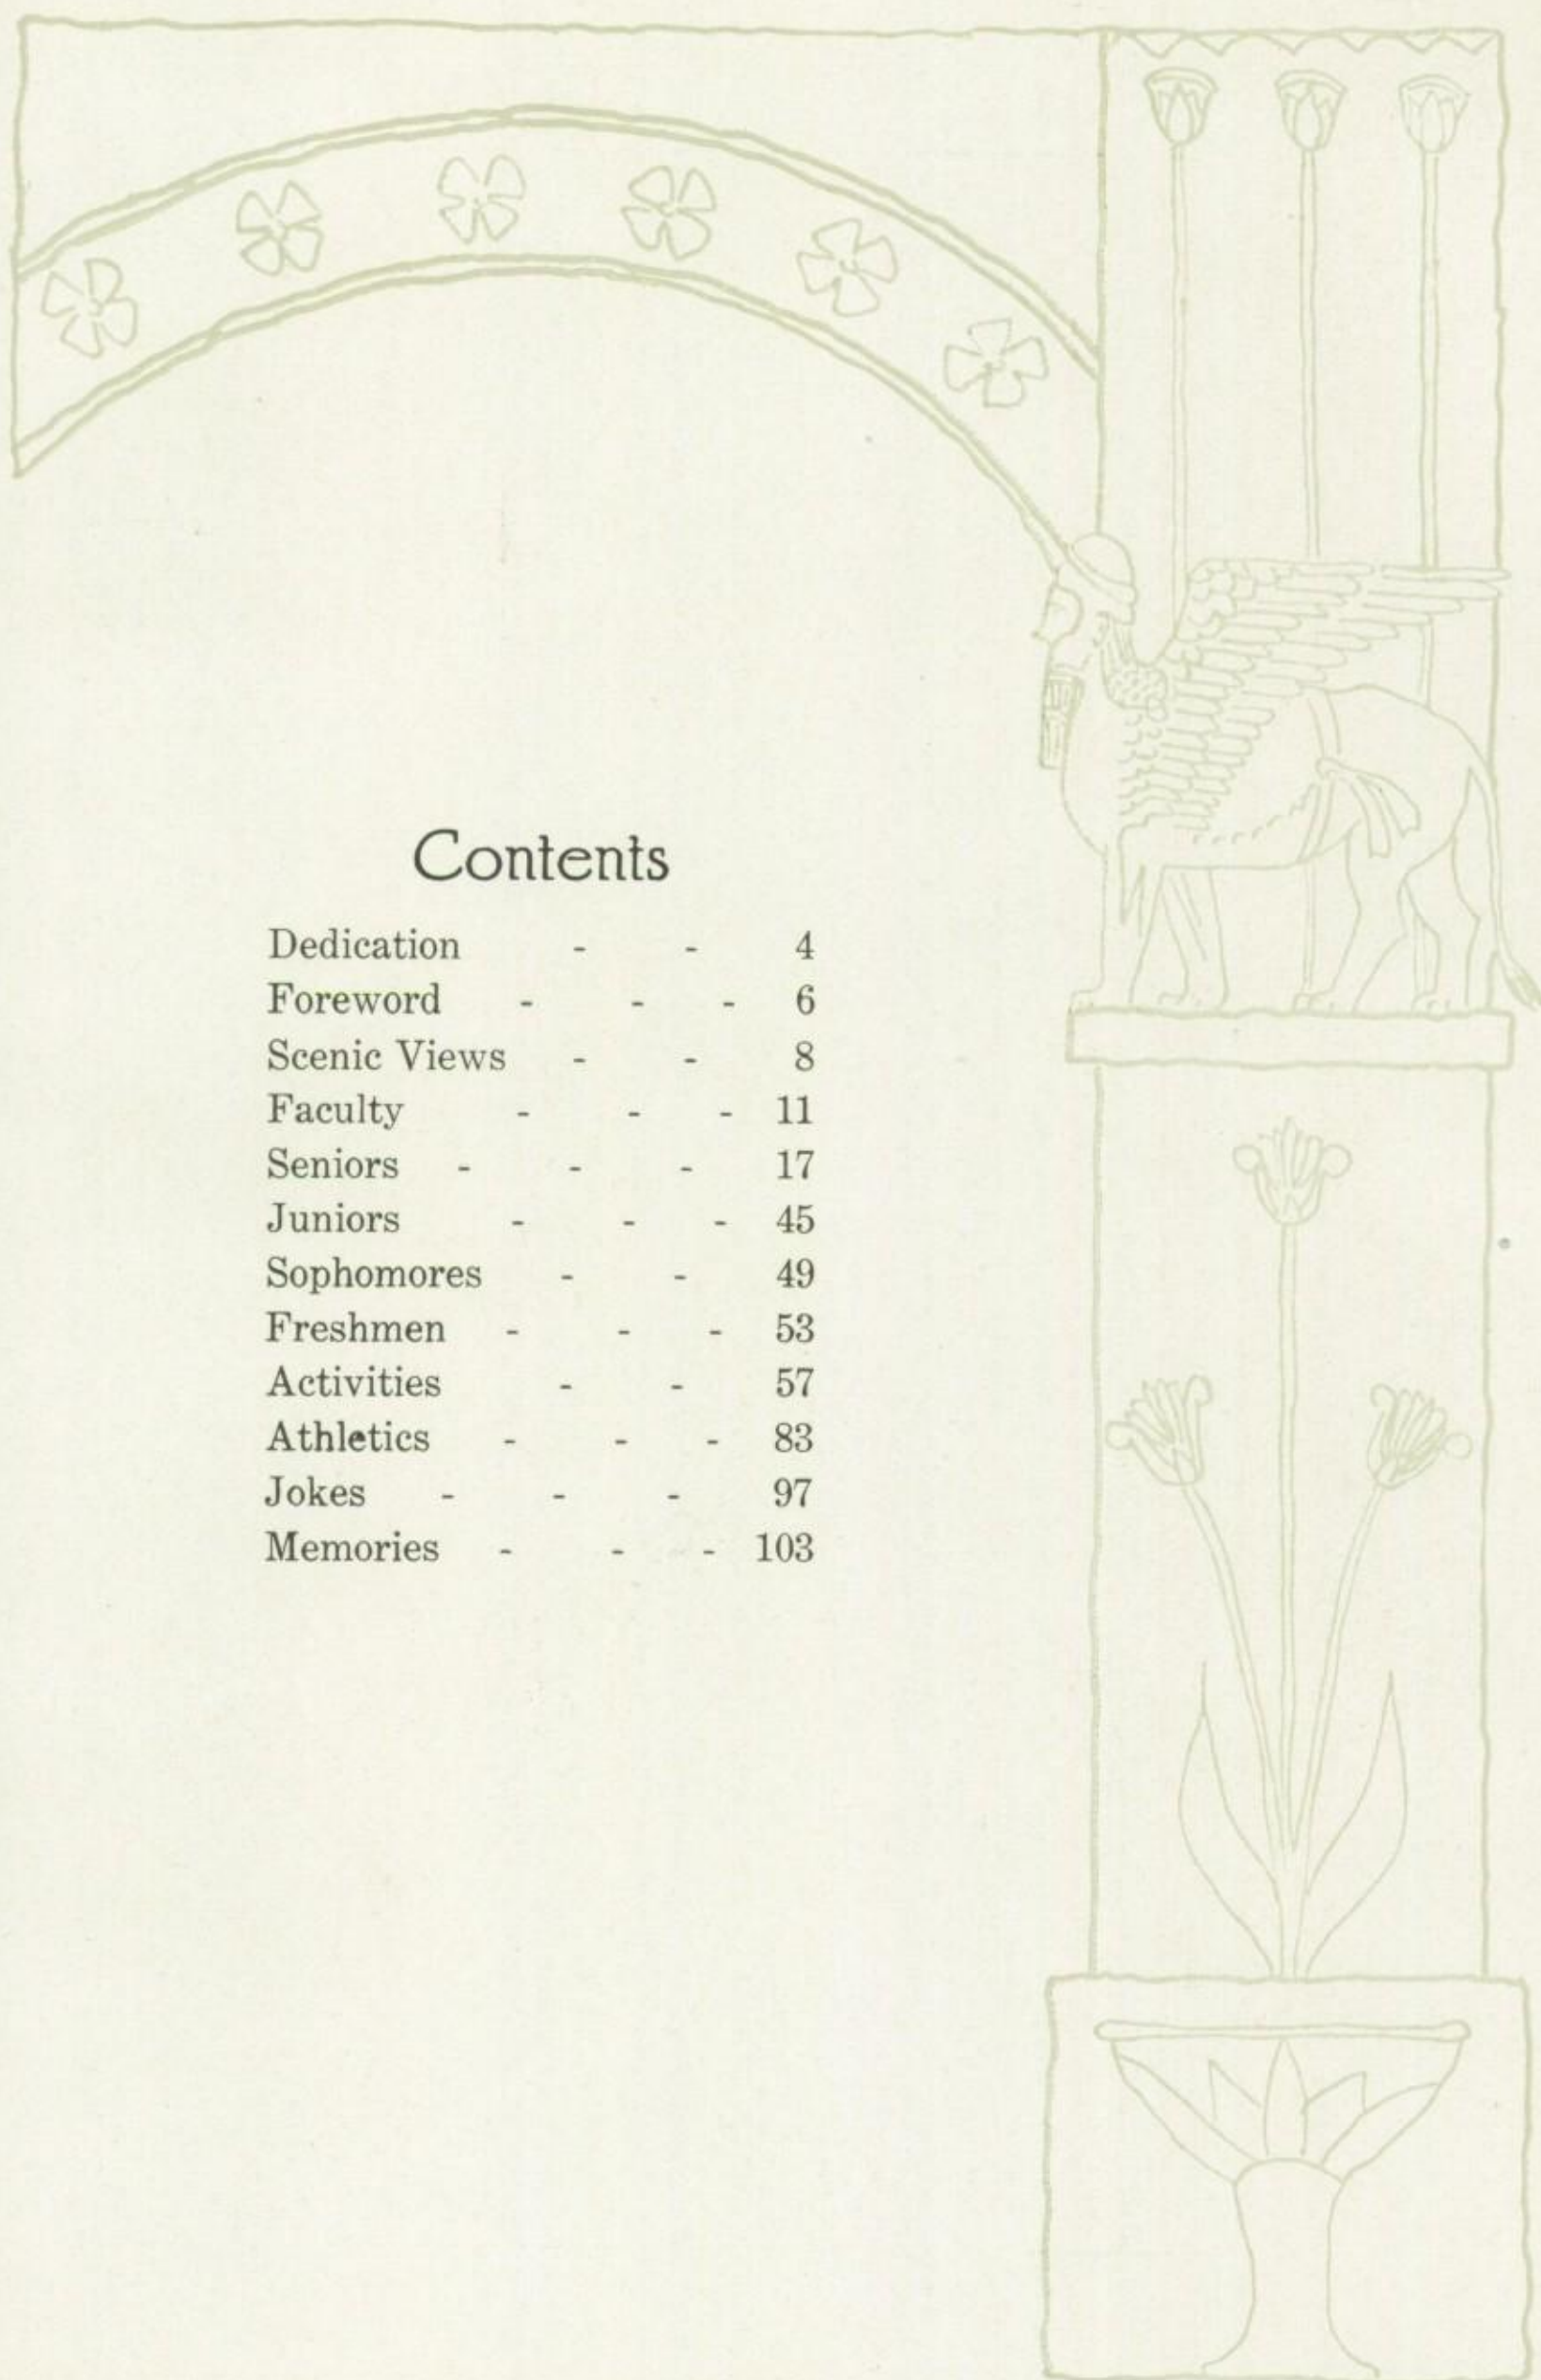 Contents
Dedication - - 4
Foreword - - - 6
Scenic Views - - 8
Faculty - - - 11
Seniors - - - 17
Juniors - - - 45
Sophomores - - 49
Freshmen - - - 53
Activities - - 57
Athletics - - - 83
Jokes - - - 97
Memories - - - 103